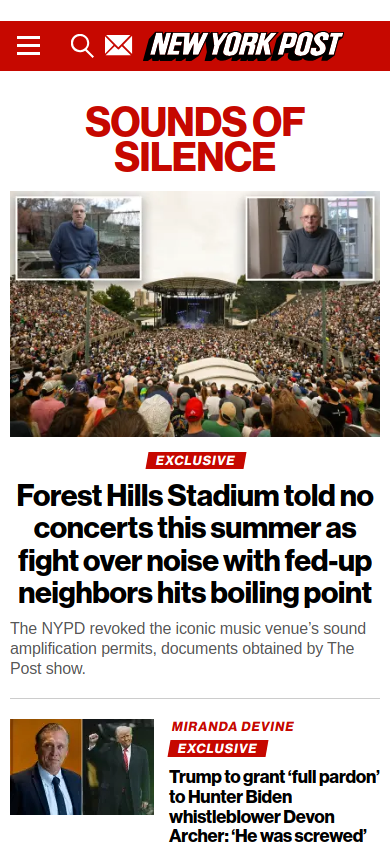 NEW YORK POST
SOUNDS OF
SILENCE
EXCLUSIVE
Forest Hills Stadium told no
concerts this summer as
fight over noise with fed-up
neighbors hits boiling point
The NYPD revoked the iconic music venue’s sound
amplification permits, documents obtained by The
Post show.
MIRANDA DEVINE
EXCLUSIVE
Trump to grant ‘full pardon’
to Hunter Biden
whistleblower Devon
Archer: ‘He was screwed’